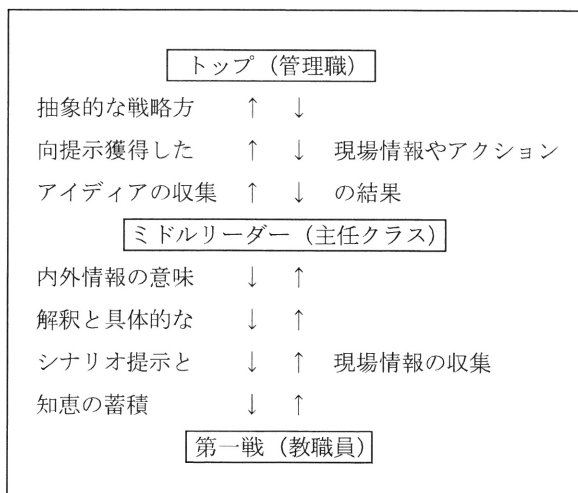 トップ（管理職）
抽象的な戦略方 ↑ ↓
向提示獲得した ↑ ↓ 現場情報やアクション
アイディアの収集 ↑ ↓ の結果
ミドルリーダー（主任クラス）
内外情報の意味 ↓ ↑
解釈と具体的な ↓ ↑
シナリオ提示と ↓ ↑ 現場情報の収集
知恵の蓄積 ↓ ↑
第一戦（教職員）